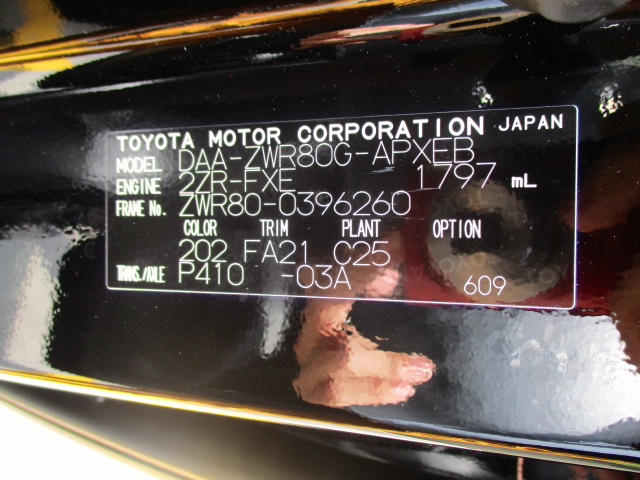 TOYOTA MOTOR CORPORATION JAPAN
MODEL DAA-ZWR80G-APXEB
ENGINE 2ZR-FXE 1797 mL
FRAME No. ZWR80-0396260
COLOR TRIM PLANT OPTION
202 FA21 C25
TRANS./AXLE P410 -03A 609